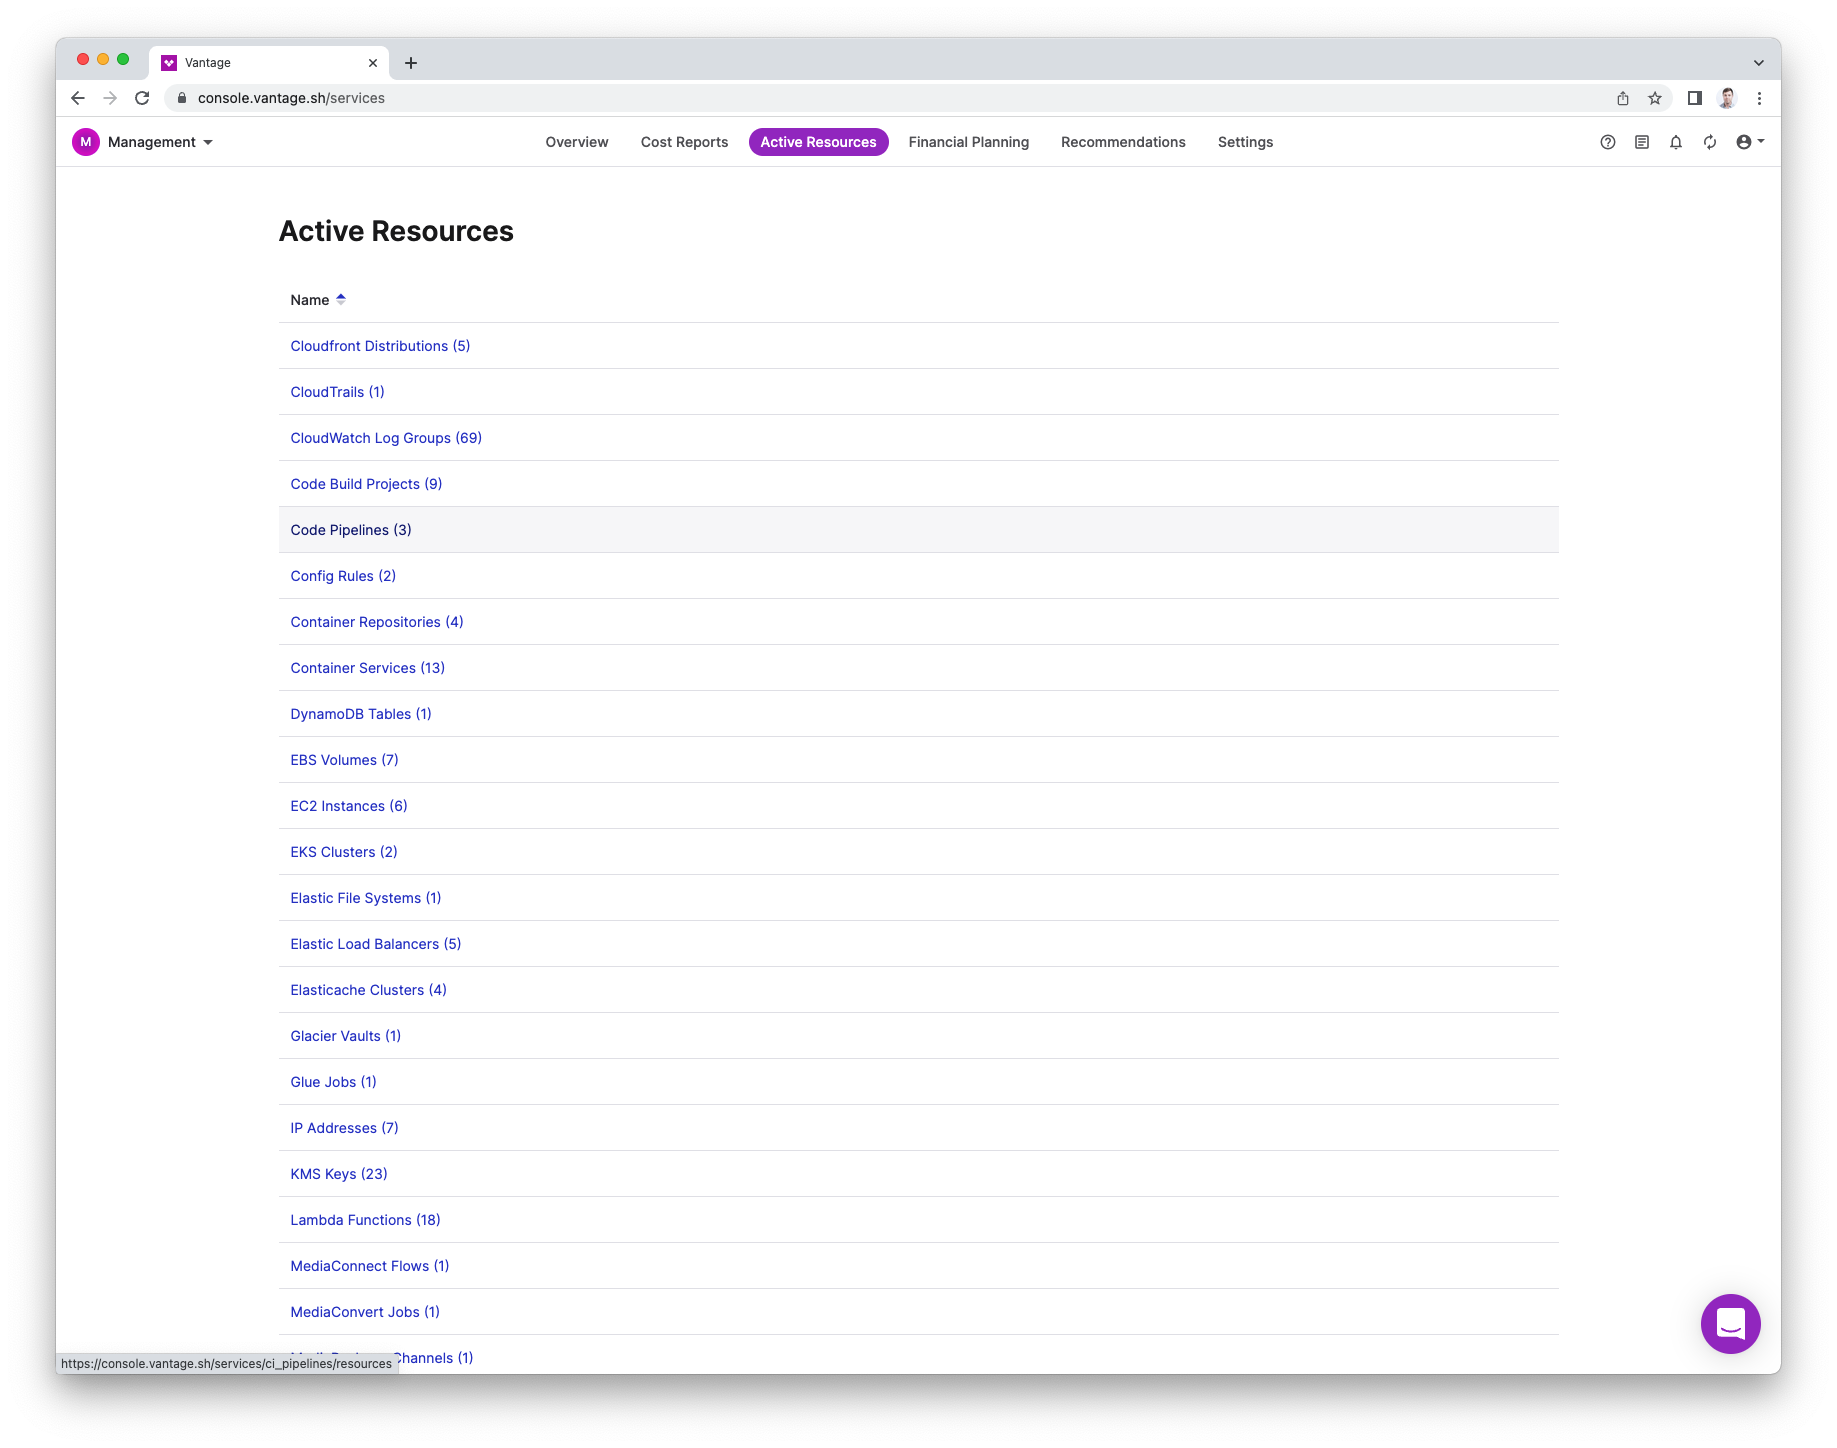 Vantage
console.vantage.sh/services
M Management Overview Cost Reports Active Resources Financial Planning Recommendations Settings
Active Resources
Name
Cloudfront Distributions (5)
CloudTrails (1)
CloudWatch Log Groups (69)
Code Build Projects (9)
Code Pipelines (3)
Config Rules (2)
Container Repositories (4)
Container Services (13)
DynamoDB Tables (1)
EBS Volumes (7)
EC2 Instances (6)
EKS Clusters (2)
Elastic File Systems (1)
Elastic Load Balancers (5)
Elasticache Clusters (4)
Glacier Vaults (1)
Glue Jobs (1)
IP Addresses (7)
KMS Keys (23)
Lambda Functions (18)
MediaConnect Flows (1)
MediaConvert Jobs (1)
Channels (1)
https://console.vantage.sh/services/ci_pipelines/resources